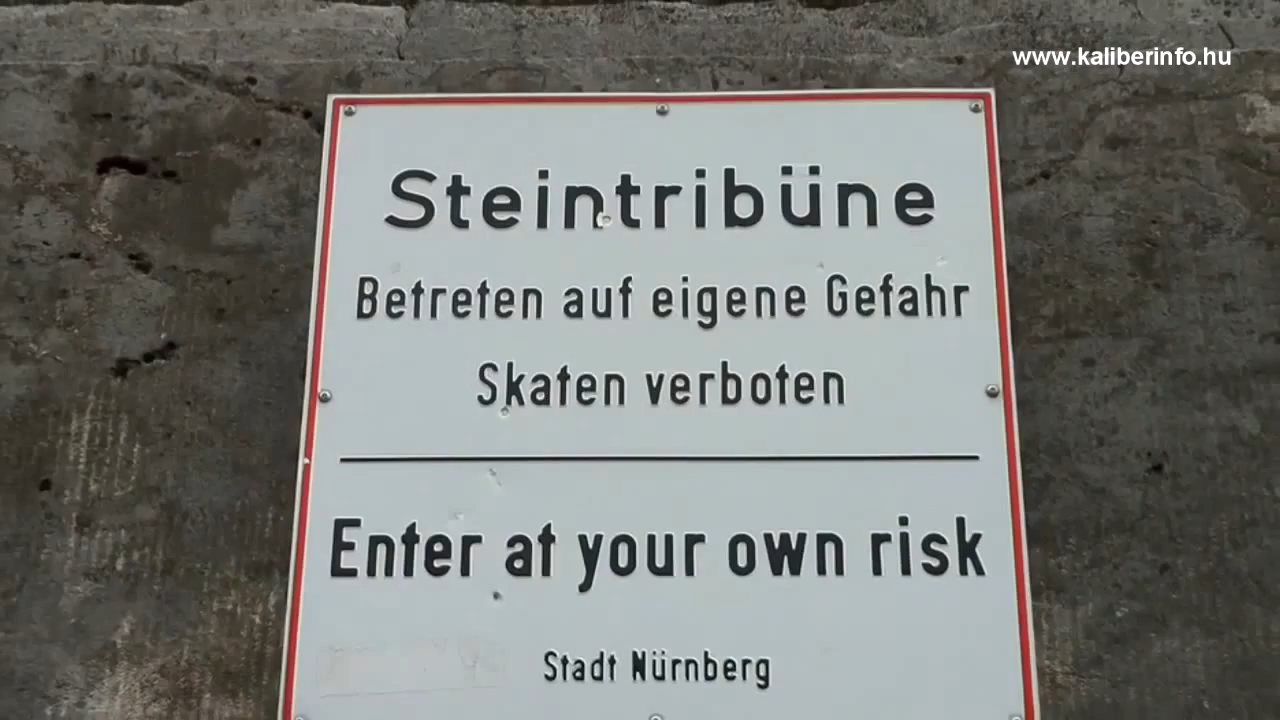 www.kaliberinfo.hu
Steintribüne
Betreten auf eigene Gefahr
Skaten verboten
Enter at your own risk
Stadt Nürnberg